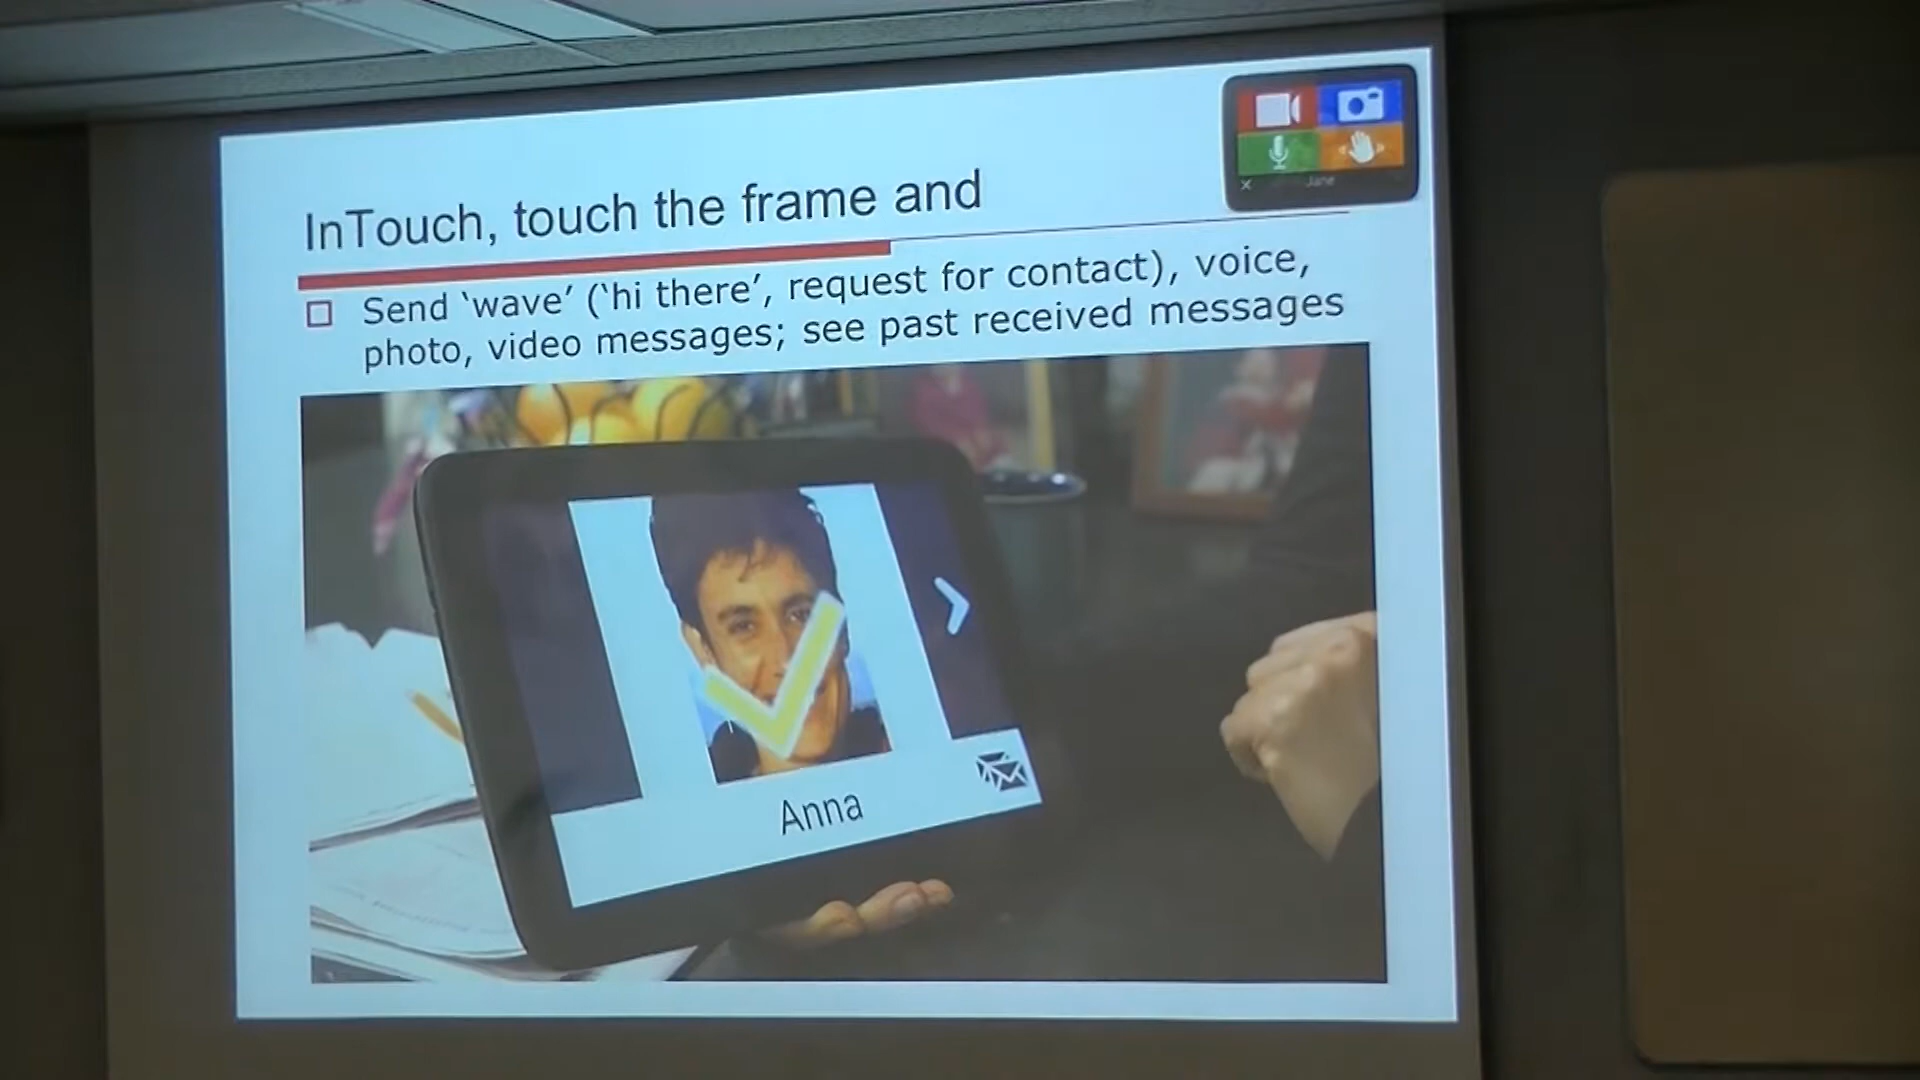 InTouch, touch the frame and
Jane
Send ‘wave’ (‘hi there’, request for contact), voice,
photo, video messages; see past received messages
Anna